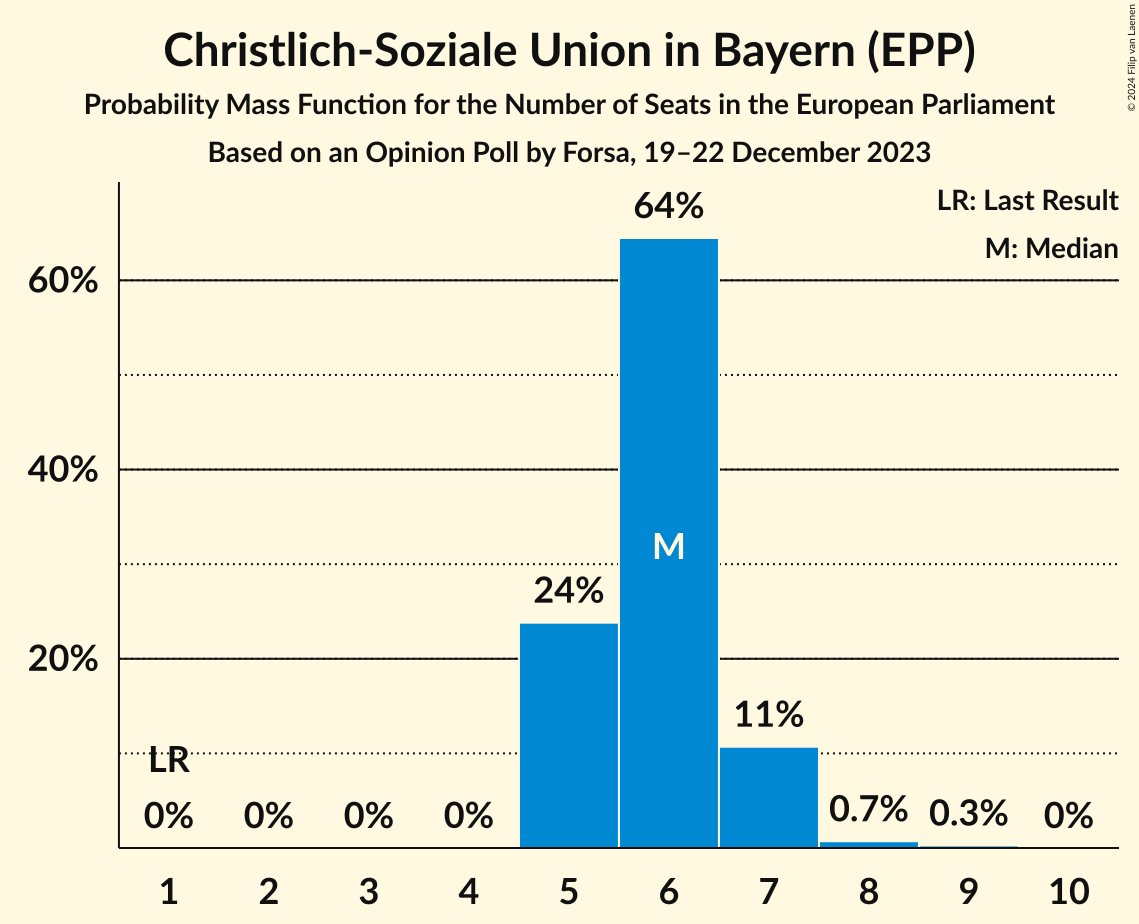 Christlich-Soziale Union in Bayern (EPP)
Probability Mass Function for the Number of Seats in the European Parliament
Based on an Opinion Poll by Forsa, 19–22 December 2023
© 2024 Filip van Laenen
LR: Last Result
M: Median
60%
40%
20%
64%
M
24%
11%
LR
0%
0%
0%
0%
0.7%
0.3%
0%
1 2 3 4 5 6 7 8 9 10